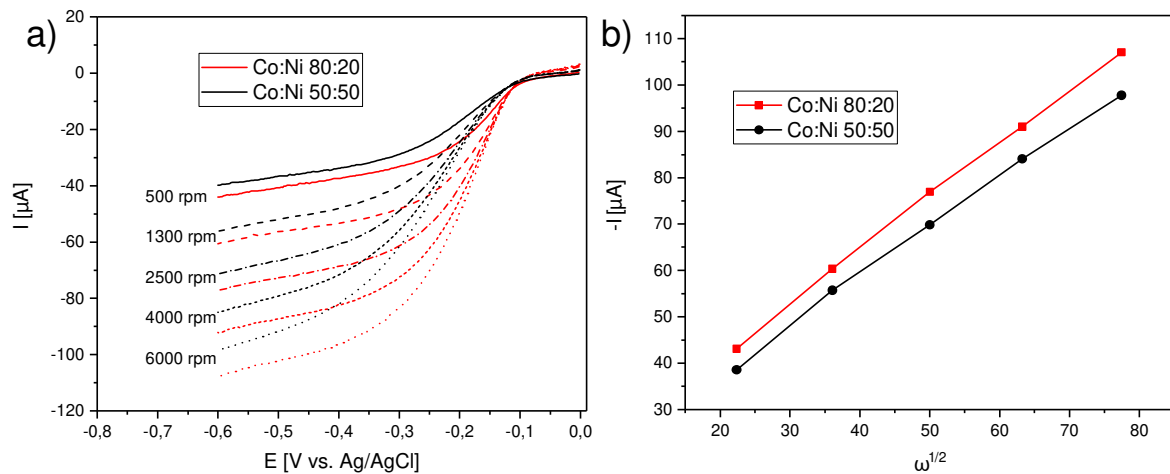 a)
Co:Ni 80:20
Co:Ni 50:50
20
0
-20
-40
-60
-80
-100
-120
500 rpm
1300 rpm
2500 rpm
4000 rpm
6000 rpm
I [µA]
-0,8 -0,7 -0,6 -0,5 -0,4 -0,3 -0,2 -0,1 0,0
E [V vs. Ag/AgCl]
b)
Co:Ni 80:20
Co:Ni 50:50
110
100
90
80
70
60
50
40
30
-I [µA]
20 30 40 50 60 70 80
ω^1/2